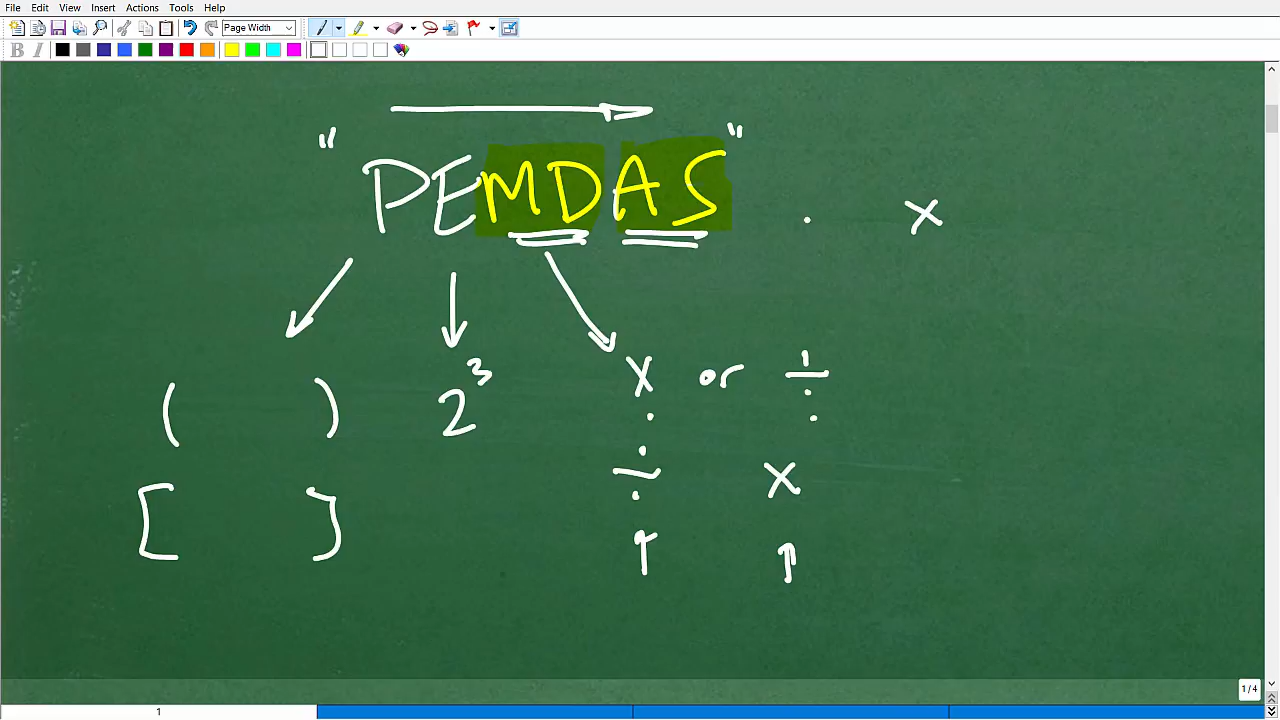 File Edit View Insert Actions Tools Help
Page Width
B I
"PEMDAS" . x
( ) 2³ x or ÷
[ ] ÷ x
1/4
1